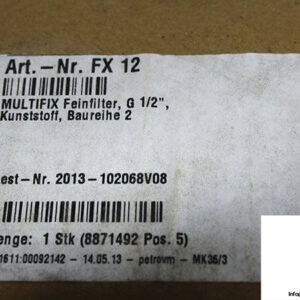 Art.-Nr. FX 12
MULTIFIX Feinfilter, G 1/2",
Kunststoff, Baureihe 2
est-Nr. 2013-102068V08
enge: 1 Stk (8871492 Pos. 5)
1611:00092142 - 14.05.13 - petrovm - MK36/3